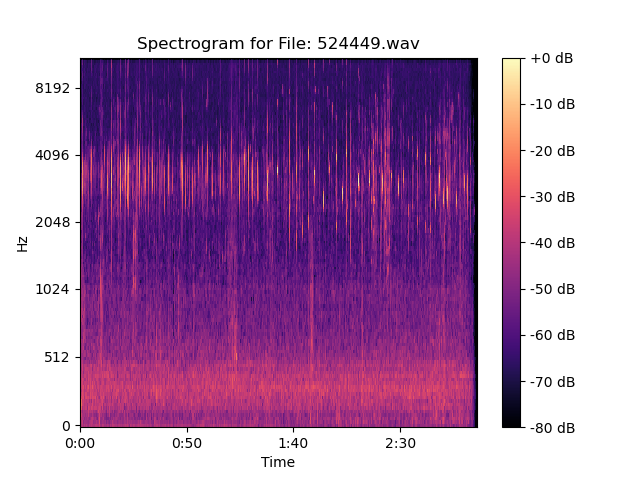 Spectrogram for File: 524449.wav
+0 dB
8192
-10 dB
4096
-20 dB
-30 dB
2048
Hz
-40 dB
1024
-50 dB
512
-60 dB
-70 dB
0
-80 dB
0:00
0:50
1:40
2:30
Time